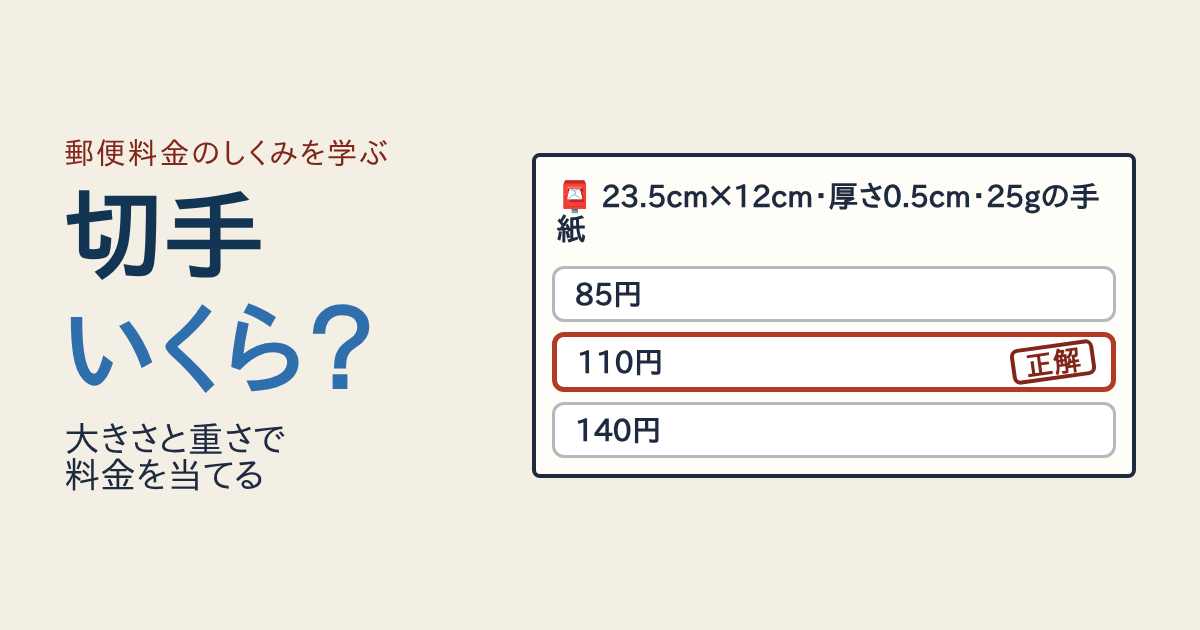 郵便料金のしくみを学ぶ
切手
いくら？
大きさと重さで
料金を当てる
📮 23.5cm×12cm・厚さ0.5cm・25gの手
紙
85円
110円
正解
140円